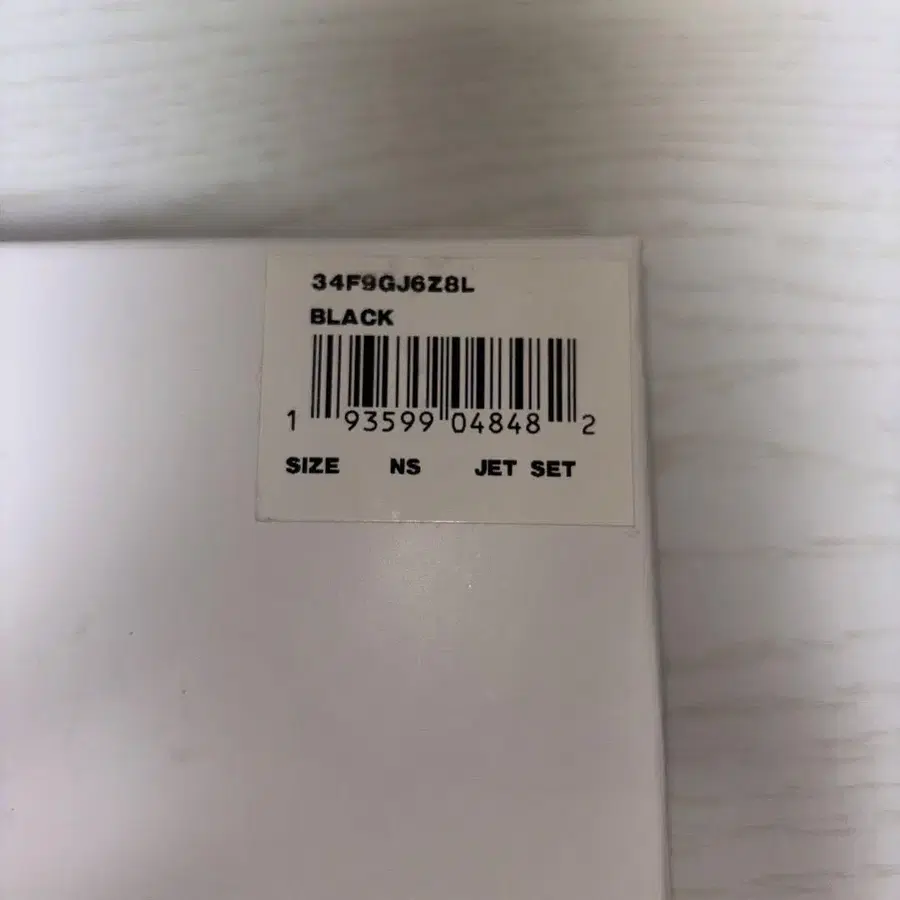 34F9GJ6Z8L
BLACK
1 93599 04848 2
SIZE NS JET SET